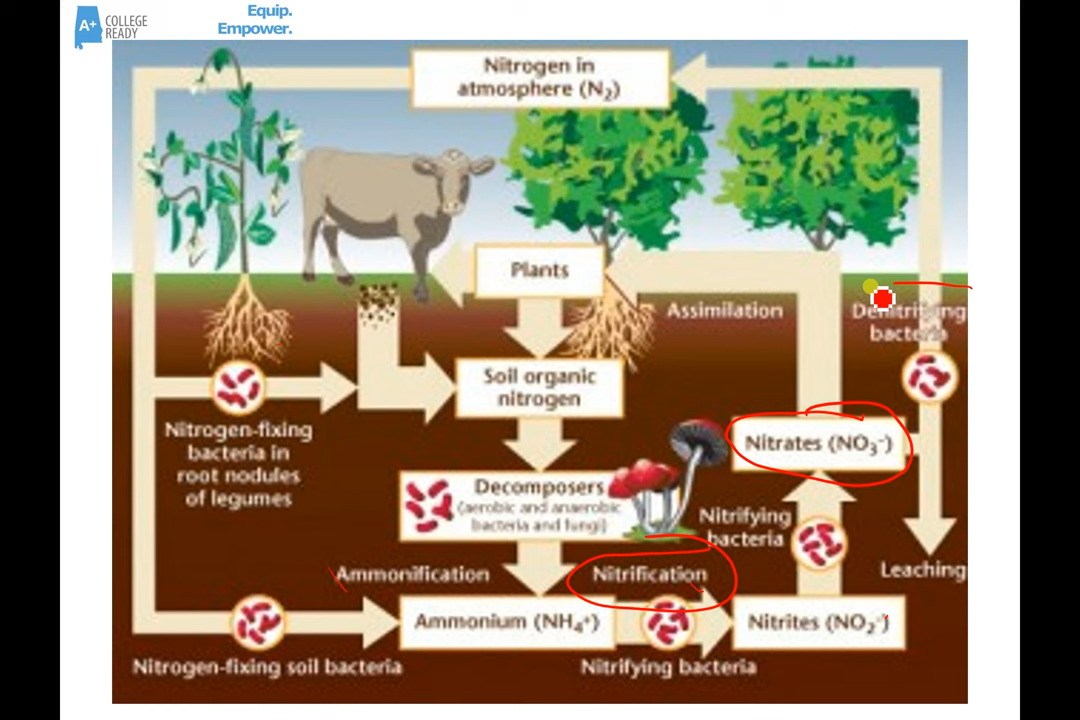 A+ COLLEGE
READY
Equip.
Empower.
Nitrogen in
atmosphere (N₂)
Plants
Assimilation
Denitrifying
bacteria
Soil organic
nitrogen
Nitrogen-fixing
bacteria in
root nodules
of legumes
Nitrates (NO₃⁻)
Decomposers
(aerobic and anaerobic
bacteria and fungi)
Nitrifying
bacteria
Ammonification
Nitrification
Leaching
Ammonium (NH₄⁺)
Nitrites (NO₂⁻)
Nitrogen-fixing soil bacteria
Nitrifying bacteria